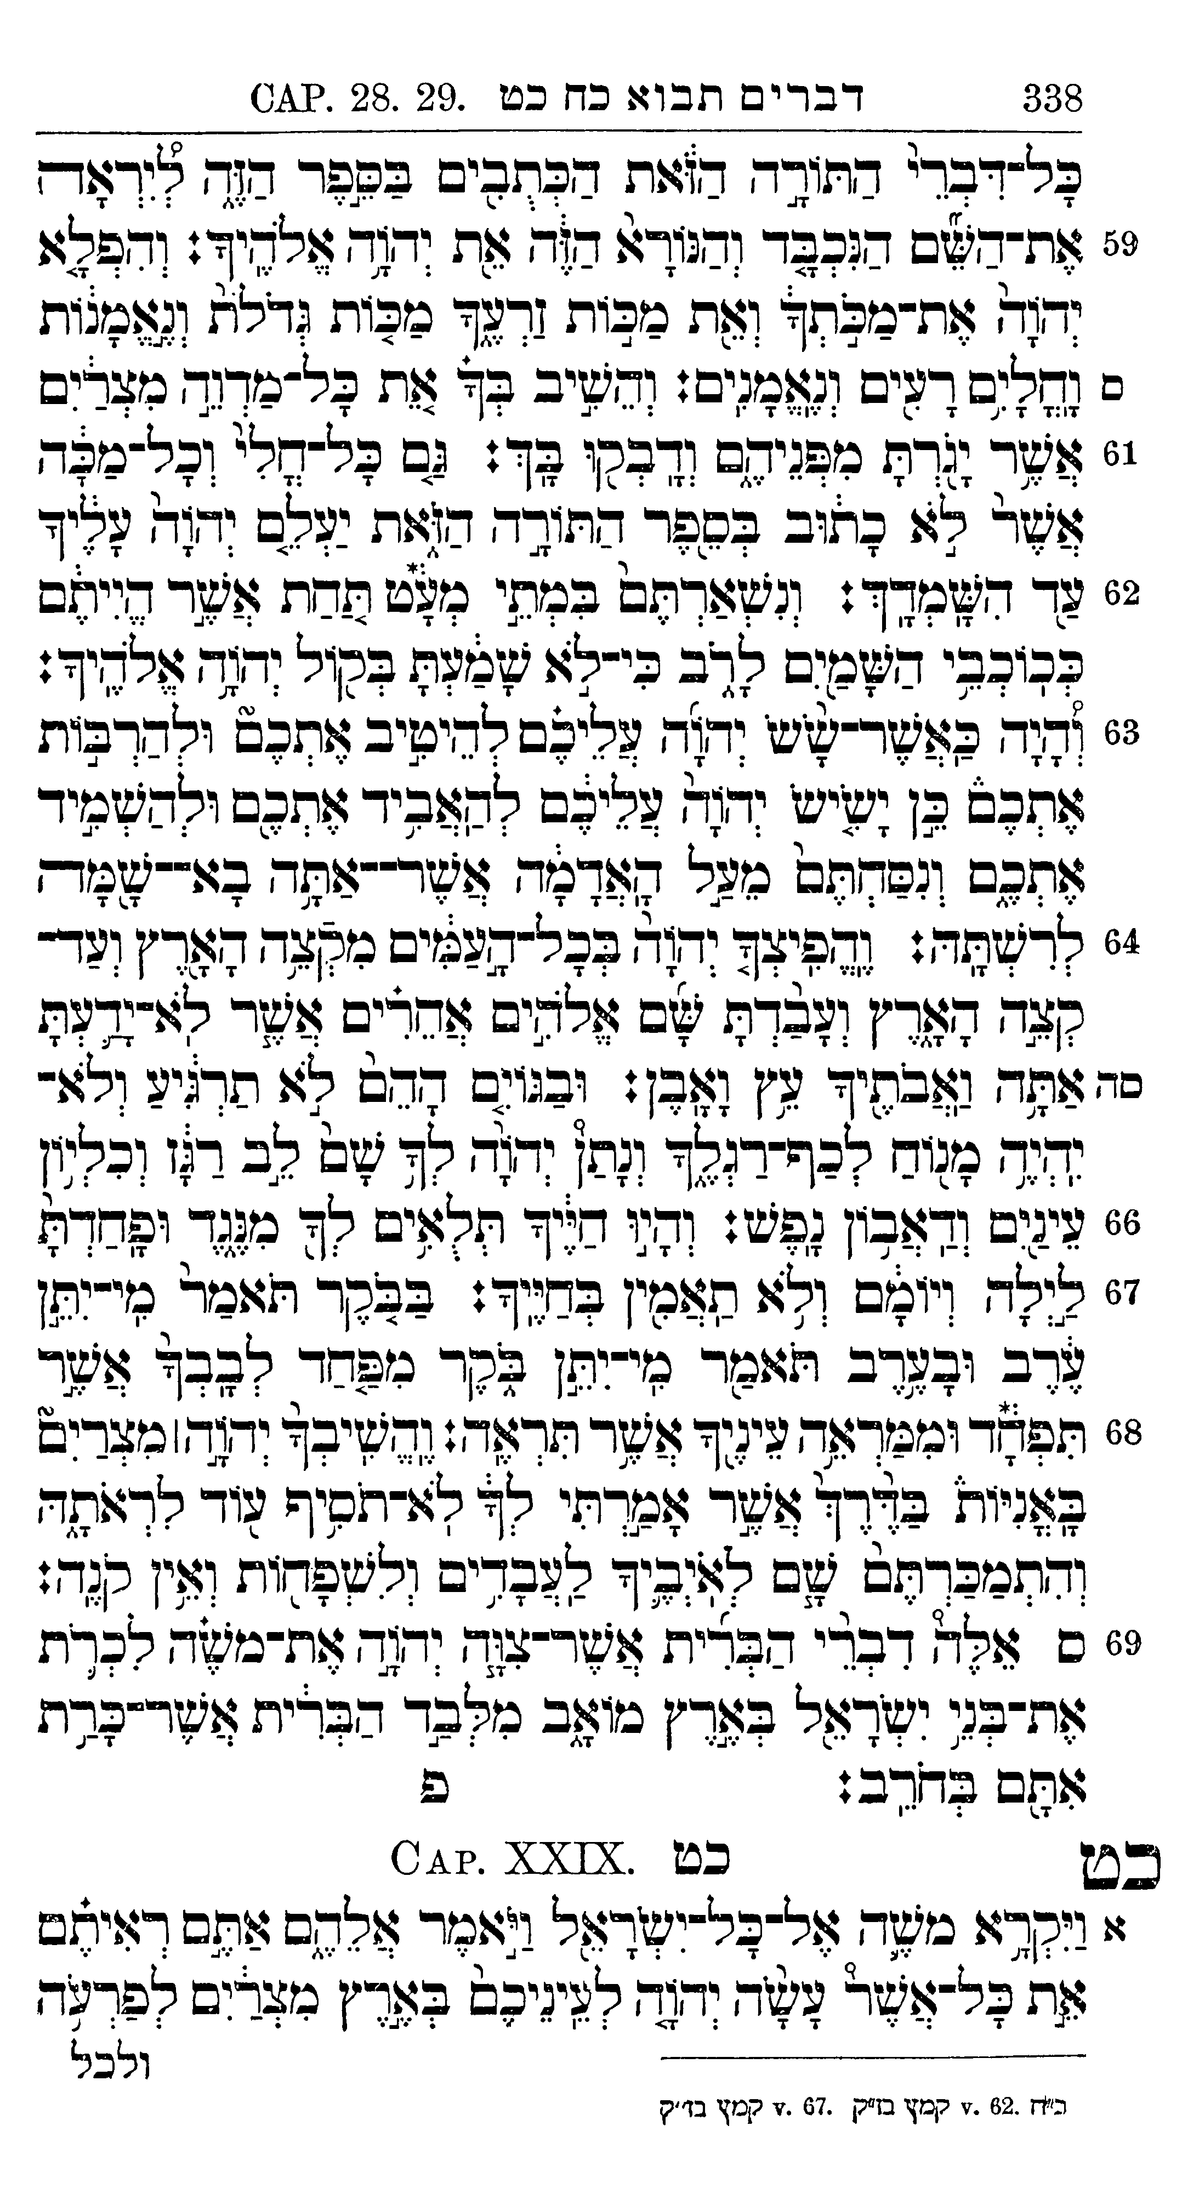 338 דברים תבוא כח כט CAP. 28. 29.
כָּל־דִּבְרֵי֙ הַתּוֹרָ֣ה הַזֹּ֔את הַכְּתֻבִ֖ים בַּסֵּ֣פֶר הַזֶּ֑ה לְ֠יִרְאָה
59 אֶת־הַשֵּׁ֞ם הַנִּכְבָּ֤ד וְהַנּוֹרָא֙ הַזֶּ֔ה אֵ֖ת יְהוָֹ֥ה אֱלֹהֶֽיךָ׃ וְהִפְלָ֤א
יְהוָֹה֙ אֶת־מַכֹּ֣תְךָ֔ וְאֵ֖ת מַכּ֣וֹת זַרְעֶ֑ךָ מַכּ֤וֹת גְּדֹלֹת֙ וְנֶ֣אֱמָנ֔וֹת
ס וָחֳלָיִ֥ם רָעִ֖ים וְנֶאֱמָנִֽים׃ וְהֵשִׁ֣יב בְּךָ֗ אֵ֚ת כָּל־מַדְוֵ֣ה מִצְרַ֔יִם
61 אֲשֶׁ֥ר יָגֹ֖רְתָּ מִפְּנֵיהֶ֑ם וְדָבְק֖וּ בָּֽךְ׃ גַּ֤ם כָּל־חֳלִי֙ וְכָל־מַכָּ֔ה
אֲשֶׁר֙ לֹ֣א כָת֔וּב בְּסֵ֖פֶר הַתּוֹרָ֣ה הַזֹּ֑את יַעְלֵ֤ם יְהוָֹה֙ עָלֶ֔יךָ
62 עַ֖ד הִשָּׁמְדָֽךְ׃ וְנִשְׁאַרְתֶּם֙ בִּמְתֵ֣י מְעָ֔ט תַּ֚חַת אֲשֶׁ֣ר הֱיִיתֶ֔ם
כְּכֽוֹכְבֵ֥י הַשָּׁמַ֖יִם לָרֹ֑ב כִּי־לֹ֣א שָׁמַ֔עְתָּ בְּק֖וֹל יְהוָֹ֥ה אֱלֹהֶֽיךָ׃
63 וְ֠הָיָה כַּאֲשֶׁר־שָׂ֨שׂ יְהוָֹ֜ה עֲלֵיכֶ֗ם לְהֵיטִ֣יב אֶתְכֶם֘ וּלְהַרְבּ֣וֹת
אֶתְכֶם֒ כֵּ֣ן יָשִׂ֤ישׂ יְהוָֹה֙ עֲלֵיכֶ֔ם לְהַאֲבִ֥יד אֶתְכֶ֖ם וּלְהַשְׁמִ֣יד
אֶתְכֶ֑ם וְנִסַּחְתֶּם֙ מֵעַ֣ל הָֽאֲדָמָ֔ה אֲשֶׁר־אַתָּ֥ה בָא־שָׁ֖מָּה
64 לְרִשְׁתָּֽהּ׃ וֶהֱפִֽיצְךָ֤ יְהוָֹה֙ בְּכָל־הָ֣עַמִּ֔ים מִקְצֵ֥ה הָאָ֖רֶץ וְעַד־
קְצֵ֣ה הָאָ֑רֶץ וְעָבַ֨דְתָּ שָּׁ֜ם אֱלֹהִ֣ים אֲחֵרִ֗ים אֲשֶׁ֧ר לֹֽא־יָדַ֛עְתָּ
סה אַתָּ֥ה וַאֲבֹתֶ֖יךָ עֵ֥ץ וָאָֽבֶן׃ וּבַגּוֹיִ֤ם הָהֵם֙ לֹ֣א תַרְגִּ֔יעַ וְלֹא־
יִהְיֶ֥ה מָנ֖וֹחַ לְכַף־רַגְלֶ֑ךָ וְנָתַן֩ יְהוָֹ֨ה לְךָ֥ שָׁם֙ לֵ֣ב רַגָּ֔ז וְכִלְי֥וֹן
66 עֵינַ֖יִם וְדַאֲב֥וֹן נָֽפֶשׁ׃ וְהָי֣וּ חַיֶּ֔יךָ תְּלֻאִ֥ים לְךָ֖ מִנֶּ֑גֶד וּפָֽחַדְתָּ֙
67 לַ֣יְלָה וְיוֹמָ֔ם וְלֹ֥א תַאֲמִ֖ין בְּחַיֶּֽיךָ׃ בַּבֹּ֤קֶר תֹּאמַר֙ מִֽי־יִתֵּ֣ן
עֶ֔רֶב וּבָעֶ֥רֶב תֹּאמַ֖ר מִֽי־יִתֵּ֣ן בֹּ֑קֶר מִפַּ֤חַד לְבָֽבְךָ֙ אֲשֶׁ֣ר
68 תִּפְחָ֔ד וּמִמַּרְאֵ֥ה עֵינֶ֖יךָ אֲשֶׁ֥ר תִּרְאֶֽה׃ וֶהֱשִֽׁיבְךָ֨ יְהוָֹ֥ה׀ מִצְרַיִם֘
בָּאֳנִיּוֹת֒ בַּדֶּ֙רֶךְ֙ אֲשֶׁ֣ר אָמַ֣רְתִּי לְךָ֔ לֹֽא־תֹסִ֥יף ע֖וֹד לִרְאֹתָ֑הּ
וְהִתְמַכַּרְתֶּם֙ שָׁ֧ם לְאֹיְבֶ֛יךָ לַעֲבָדִ֥ים וְלִשְׁפָח֖וֹת וְאֵ֥ין קֹנֶֽה׃
69 ס אֵלֶּה֩ דִבְרֵ֨י הַבְּרִ֜ית אֲשֶׁר־צִוָּ֧ה יְהוָֹ֣ה אֶת־מֹשֶׁ֗ה לִכְרֹ֛ת
אֶת־בְּנֵ֥י יִשְׂרָאֵ֖ל בְּאֶ֣רֶץ מוֹאָ֑ב מִלְּבַ֣ד הַבְּרִ֔ית אֲשֶׁר־כָּרַ֥ת
אִתָּ֖ם בְּחֹרֵֽב׃ פ
כט CAP. XXIX. כט
א וַיִּקְרָ֥א מֹשֶׁ֛ה אֶל־כָּל־יִשְׂרָאֵ֖ל וַיֹּ֣אמֶר אֲלֵהֶ֑ם אַתֶּ֣ם רְאִיתֶ֗ם
אֵ֣ת כָּל־אֲשֶׁר֩ עָשָׂ֨ה יְהוָֹ֤ה לְעֵֽינֵיכֶם֙ בְּאֶ֣רֶץ מִצְרַ֔יִם לְפַרְעֹ֥ה
ולכל
כ״ח v. 62. קמץ בז״ק v. 67. קמץ בז״ק